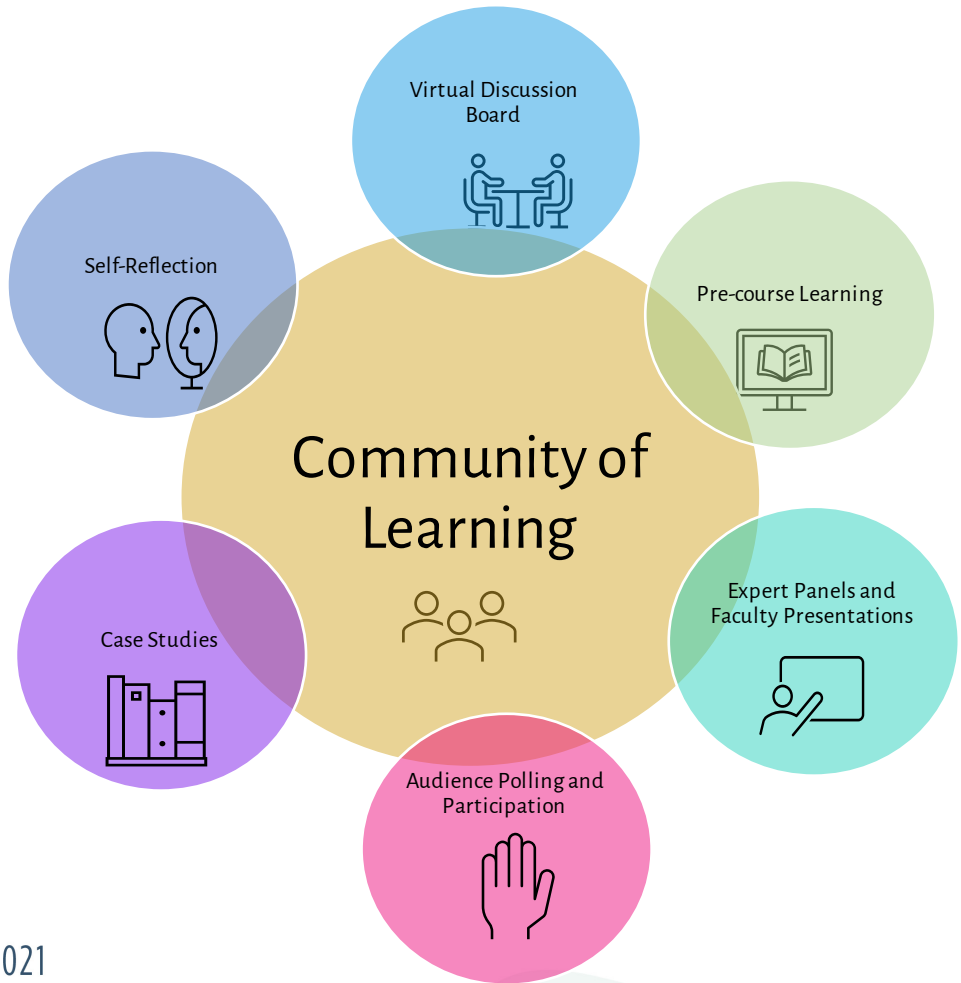 Virtual Discussion
Board
Self-Reflection
Pre-course Learning
Community of
Learning
Expert Panels and
Faculty Presentations
Case Studies
Audience Polling and
Participation
021